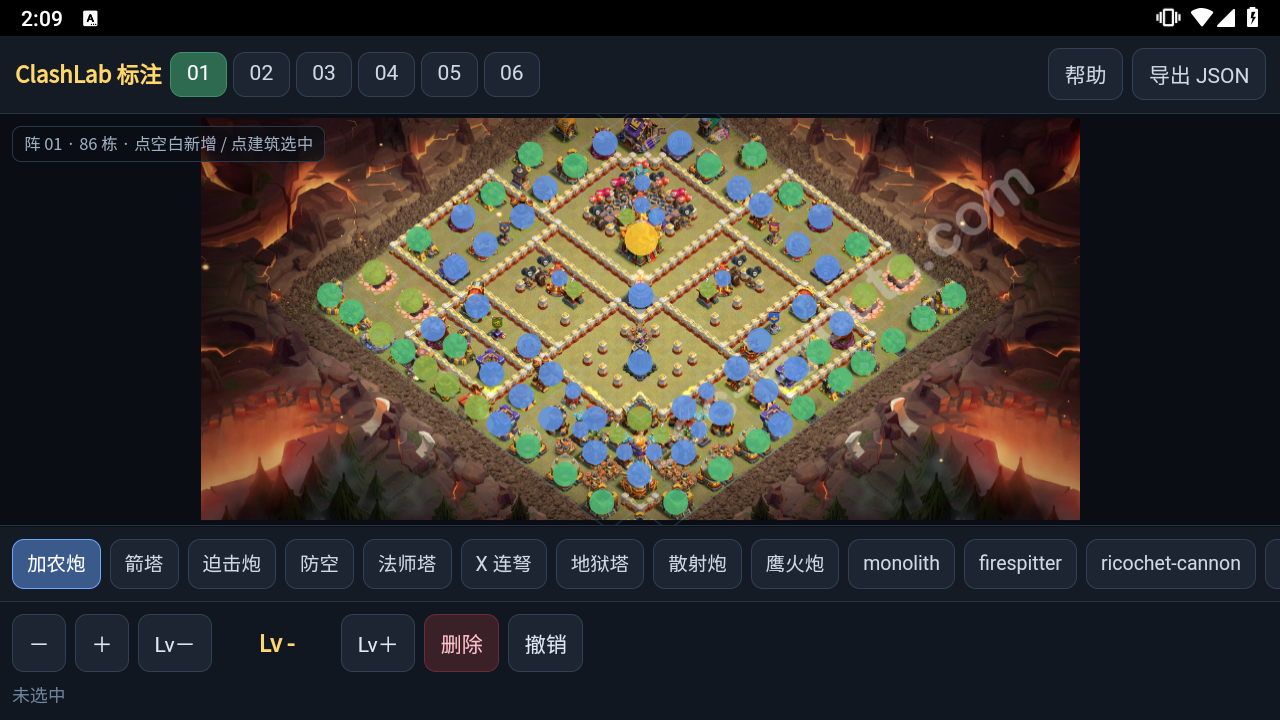 2:09
ClashLab 标注 01 02 03 04 05 06 帮助 导出 JSON
阵 01 · 86 栋 · 点空白新增 / 点建筑选中
.com
加农炮 箭塔 迫击炮 防空 法师塔 X 连弩 地狱塔 散射炮 鹰火炮 monolith firespitter ricochet-cannon
－ ＋ Lv－ Lv - Lv＋ 删除 撤销
未选中